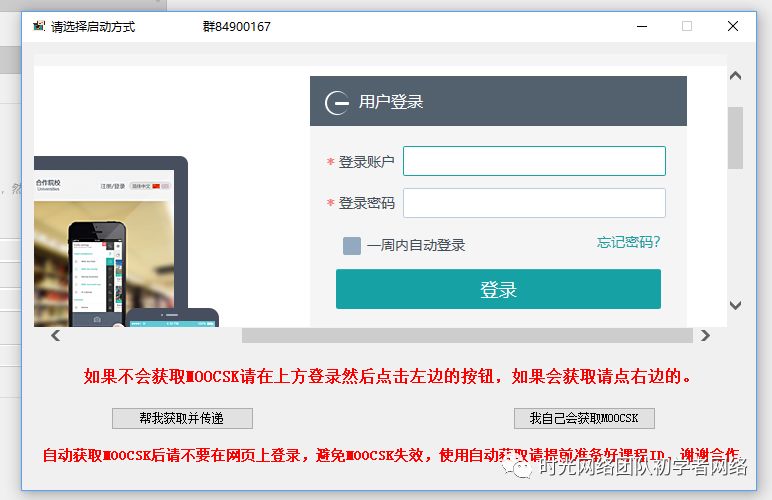 请选择启动方式 群84900167
用户登录
* 登录账户
* 登录密码
一周内自动登录 忘记密码?
登录
合作院校
Universities
注册/登录 简体中文
如果不会获取MOOCSK请在上方登录然后点击左边的按钮，如果会获取请点右边的。
帮我获取并传递 我自己会获取MOOCSK
自动获取MOOCSK后请不要在网页上登录，避免MOOCSK失效，使用自动获取请提前准备好课程ID，谢谢合作
时光网络团队初学者网络